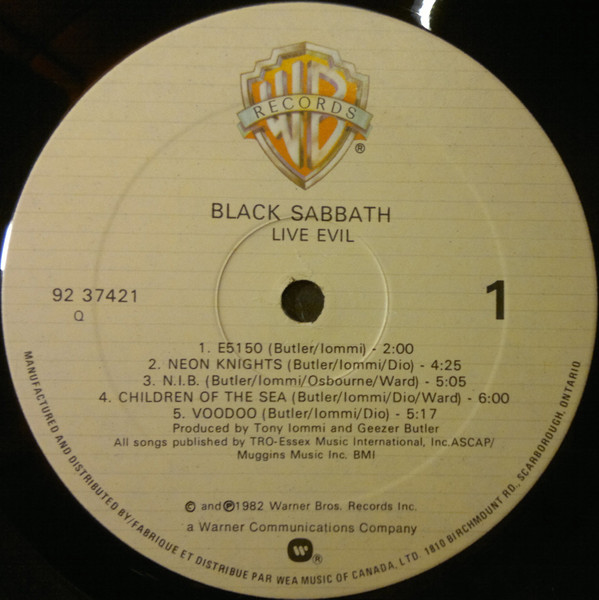 WB
RECORDS
®
BLACK SABBATH
LIVE EVIL
92 37421
Q
1
1. E5150 (Butler/Iommi) - 2:00
2. NEON KNIGHTS (Butler/Iommi/Dio) - 4:25
3. N.I.B. (Butler/Iommi/Osbourne/Ward) - 5:05
4. CHILDREN OF THE SEA (Butler/Iommi/Dio/Ward) - 6:00
5. VOODOO (Butler/Iommi/Dio) - 5:17
Produced by Tony Iommi and Geezer Butler
All songs published by TRO-Essex Music International, Inc.ASCAP/
Muggins Music Inc. BMI
© and ℗1982 Warner Bros. Records Inc.
a Warner Communications Company
W ®
MANUFACTURED AND DISTRIBUTED BY/FABRIQUE ET DISTRIBUE PAR WEA MUSIC OF CANADA, LTD. 1810 BIRCHMOUNT RD., SCARBOROUGH, ONTARIO